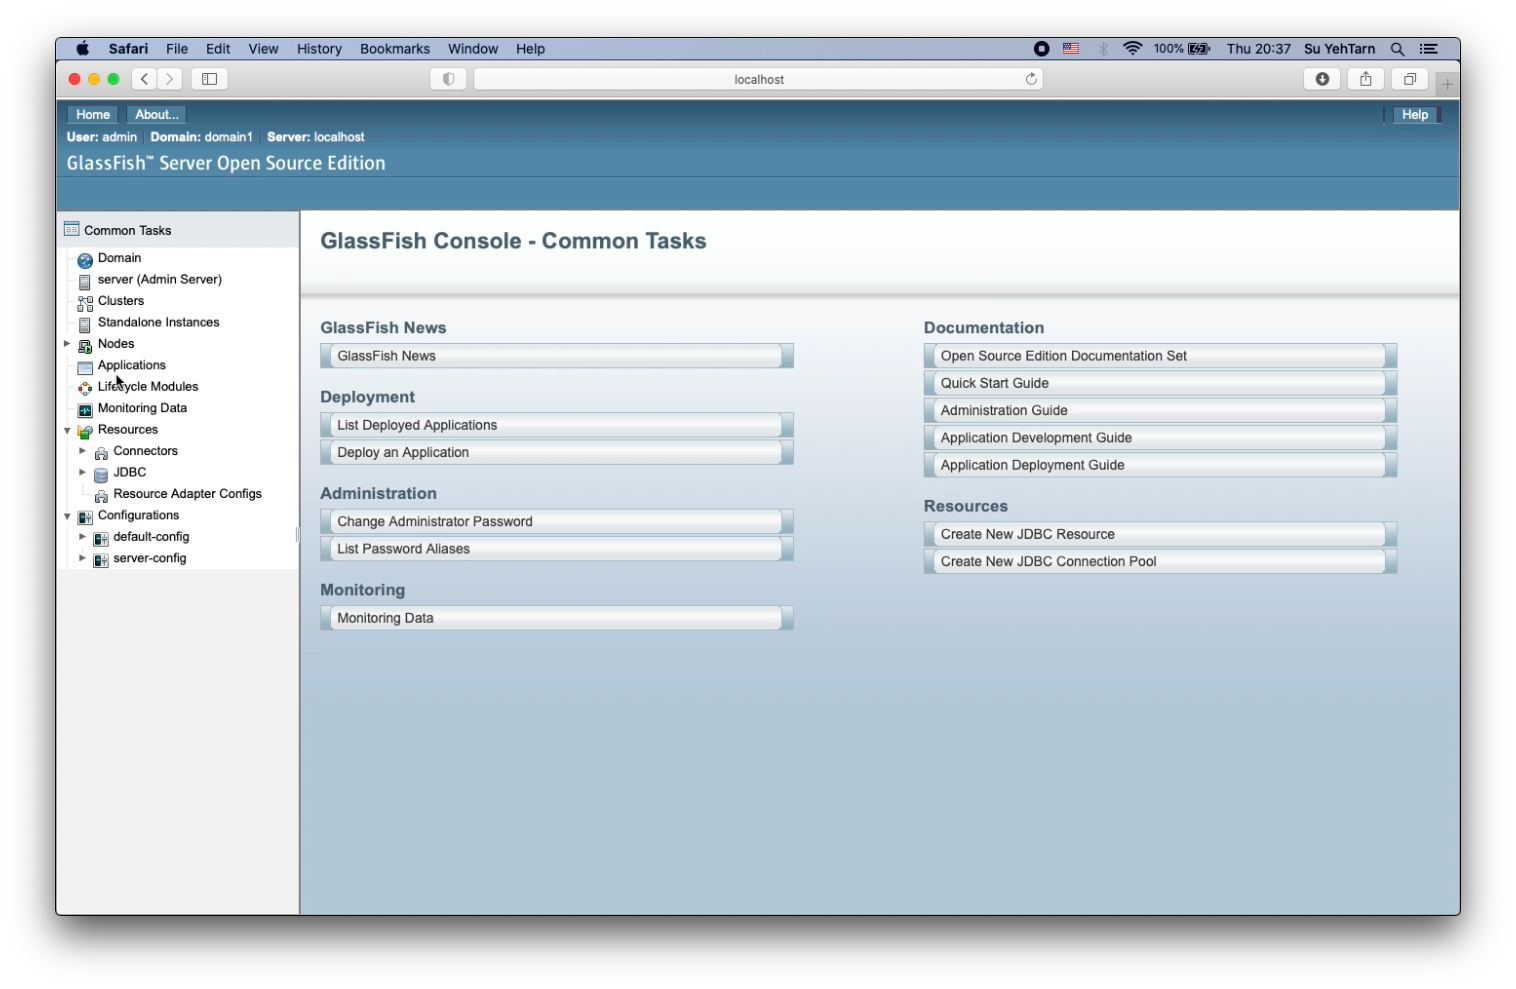 Safari File Edit View History Bookmarks Window Help 100% Thu 20:37 Su YehTarn
localhost
Home About... Help
User: admin Domain: domain1 Server: localhost
GlassFish™ Server Open Source Edition
Common Tasks
Domain
server (Admin Server)
Clusters
Standalone Instances
Nodes
Applications
Lifecycle Modules
Monitoring Data
Resources
Connectors
JDBC
Resource Adapter Configs
Configurations
default-config
server-config
GlassFish Console - Common Tasks
GlassFish News
GlassFish News
Deployment
List Deployed Applications
Deploy an Application
Administration
Change Administrator Password
List Password Aliases
Monitoring
Monitoring Data
Documentation
Open Source Edition Documentation Set
Quick Start Guide
Administration Guide
Application Development Guide
Application Deployment Guide
Resources
Create New JDBC Resource
Create New JDBC Connection Pool